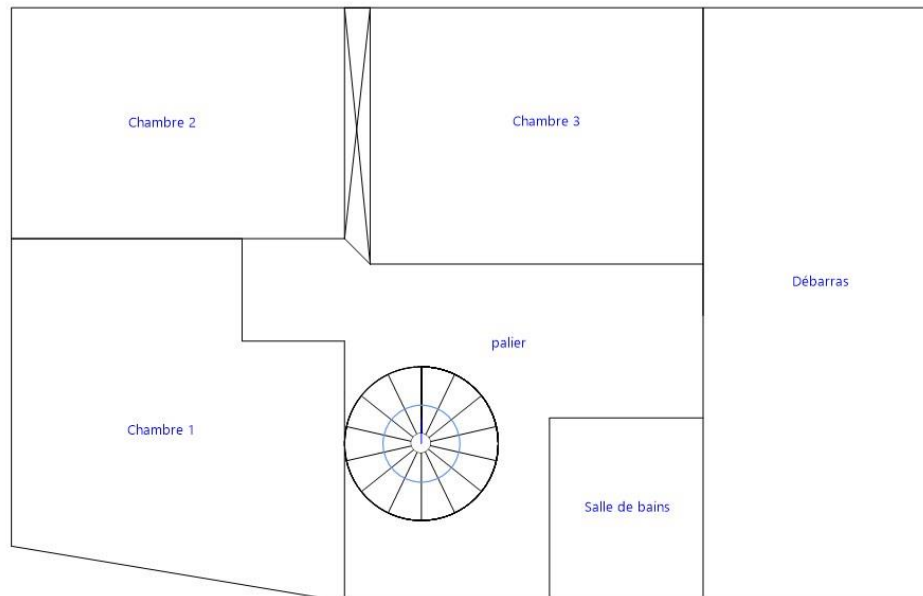 Chambre 2
Chambre 3
Débarras
palier
Chambre 1
Salle de bains